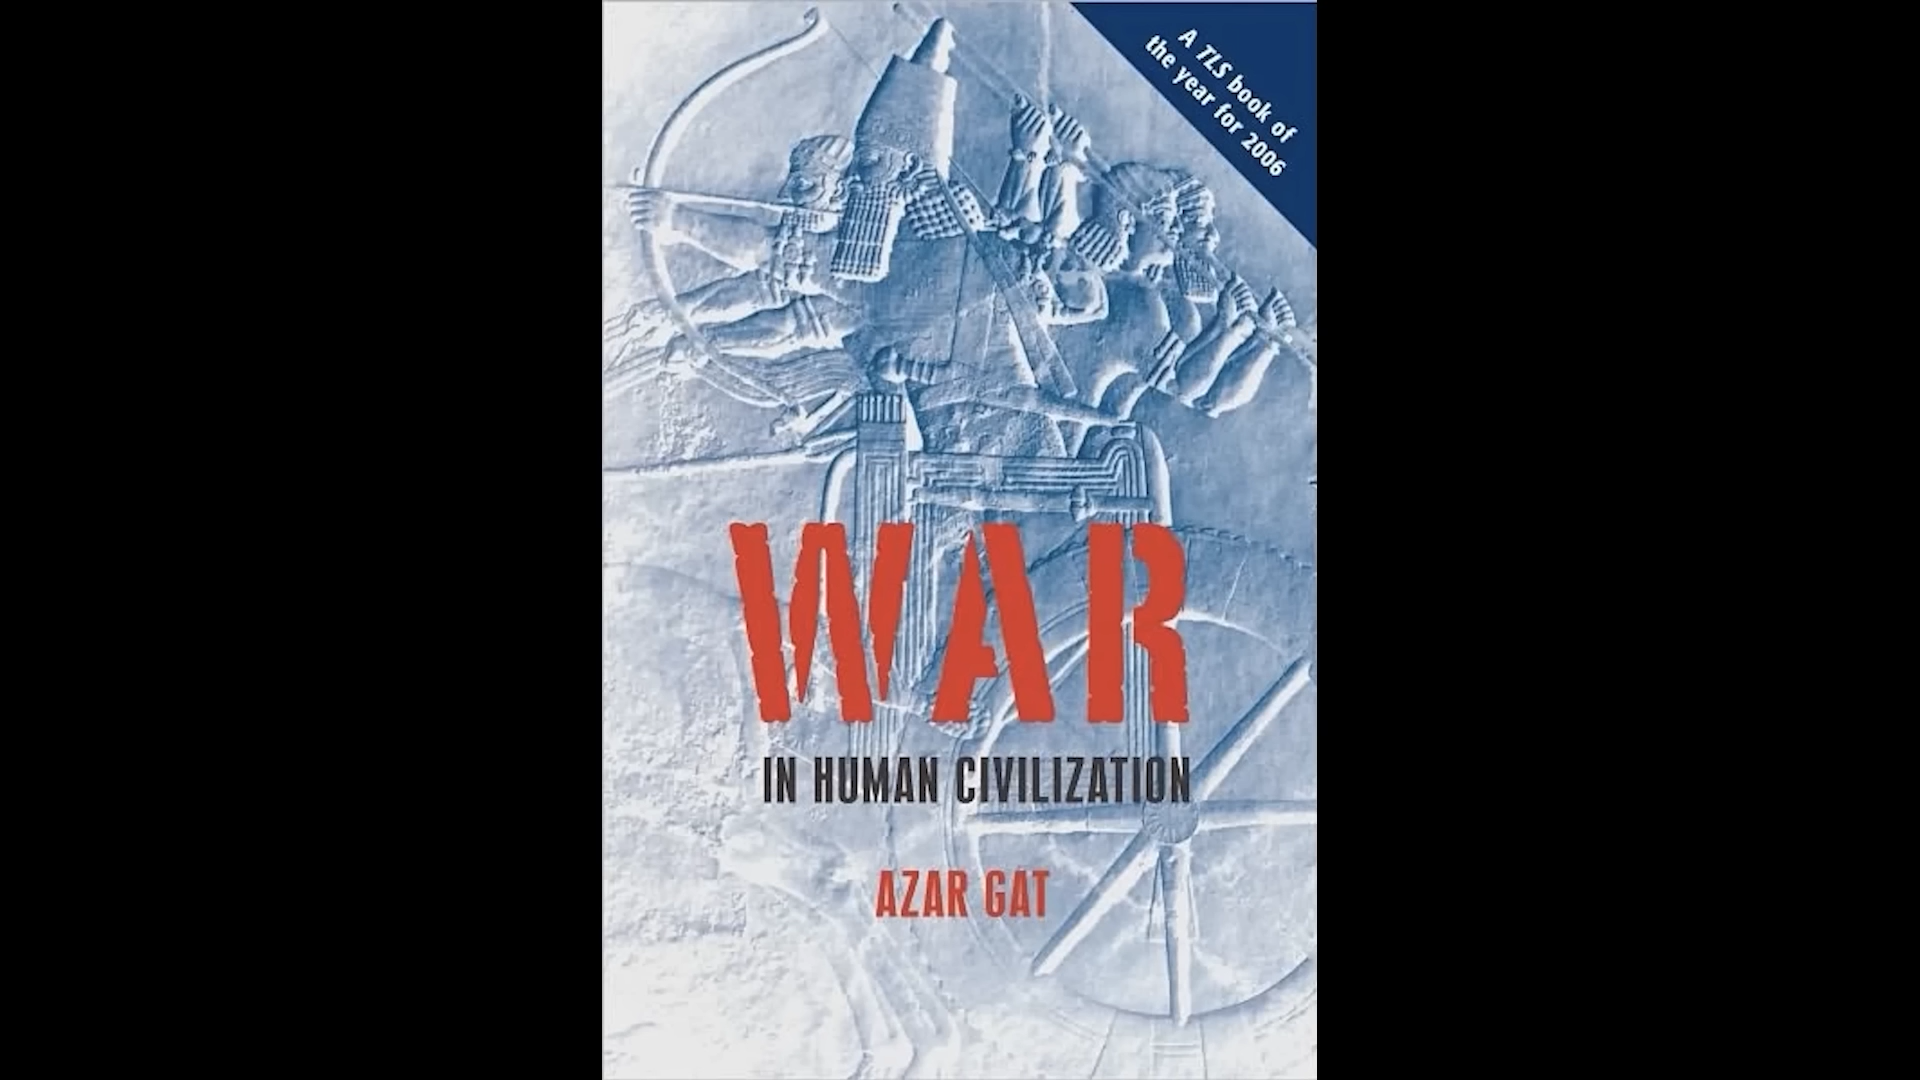 A TLS book of
the year for 2006
WAR
IN HUMAN CIVILIZATION
AZAR GAT